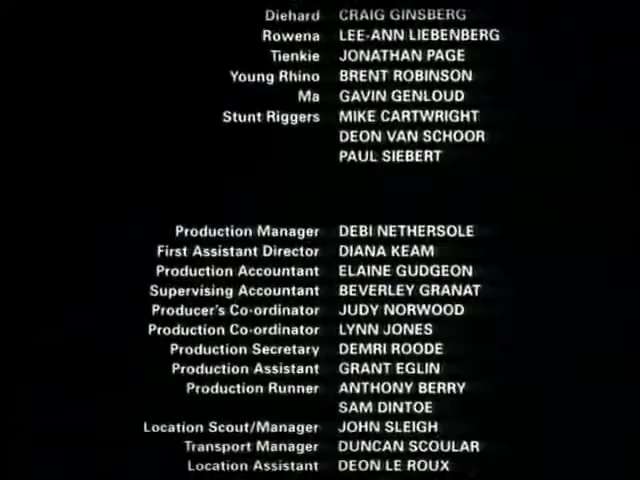 Diehard CRAIG GINSBERG
Rowena LEE-ANN LIEBENBERG
Tienkie JONATHAN PAGE
Young Rhino BRENT ROBINSON
Ma GAVIN GENLOUD
Stunt Riggers MIKE CARTWRIGHT
DEON VAN SCHOOR
PAUL SIEBERT
Production Manager DEBI NETHERSOLE
First Assistant Director DIANA KEAM
Production Accountant ELAINE GUDGEON
Supervising Accountant BEVERLEY GRANAT
Producer's Co-ordinator JUDY NORWOOD
Production Co-ordinator LYNN JONES
Production Secretary DEMRI ROODE
Production Assistant GRANT EGLIN
Production Runner ANTHONY BERRY
SAM DINTOE
Location Scout/Manager JOHN SLEIGH
Transport Manager DUNCAN SCOULAR
Location Assistant DEON LE ROUX